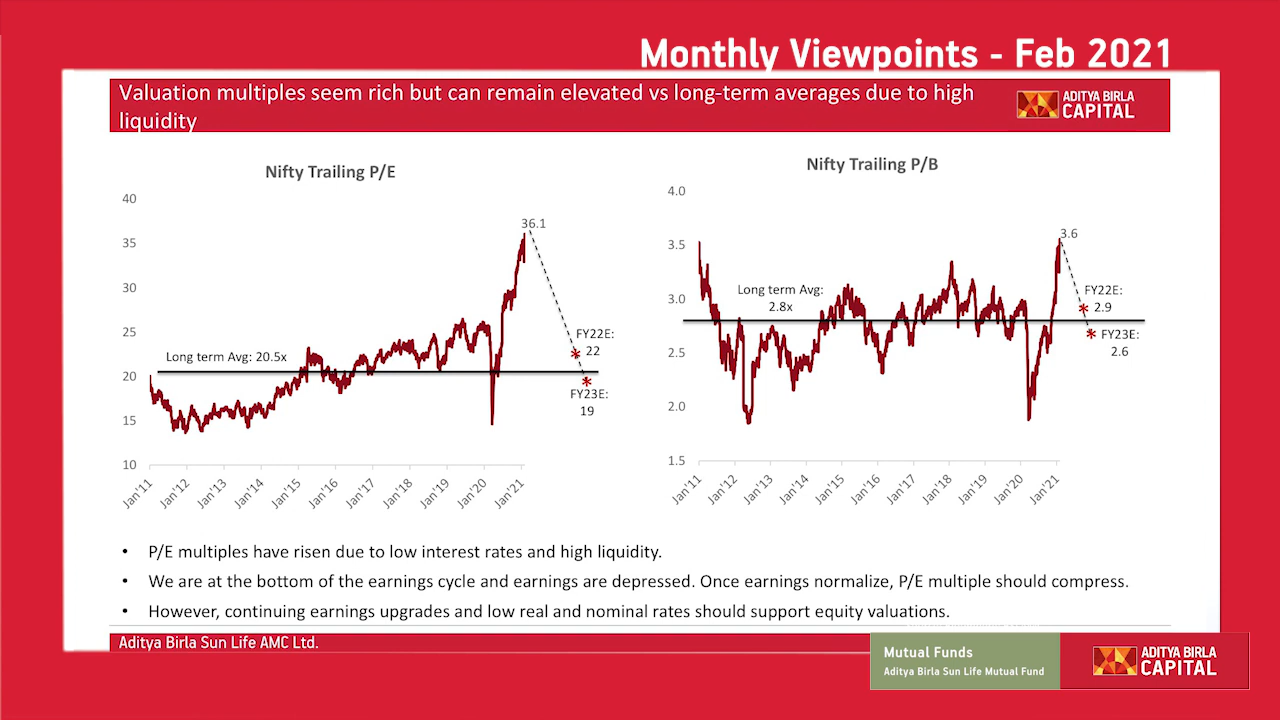 Monthly Viewpoints - Feb 2021
Valuation multiples seem rich but can remain elevated vs long-term averages due to high
liquidity
ADITYA BIRLA
CAPITAL
Nifty Trailing P/E
40
35
30
25
20
15
10
36.1
Long term Avg: 20.5x
FY22E:
22
FY23E:
19
Jan'11
Jan'12
Jan'13
Jan'14
Jan'15
Jan'16
Jan'17
Jan'18
Jan'19
Jan'20
Jan'21
Nifty Trailing P/B
4.0
3.5
3.0
2.5
2.0
1.5
3.6
Long term Avg:
2.8x
FY22E:
2.9
FY23E:
2.6
Jan'11
Jan'12
Jan'13
Jan'14
Jan'15
Jan'16
Jan'17
Jan'18
Jan'19
Jan'20
Jan'21
• P/E multiples have risen due to low interest rates and high liquidity.
• We are at the bottom of the earnings cycle and earnings are depressed. Once earnings normalize, P/E multiple should compress.
• However, continuing earnings upgrades and low real and nominal rates should support equity valuations.
Aditya Birla Sun Life AMC Ltd.
Mutual Funds
Aditya Birla Sun Life Mutual Fund
ADITYA BIRLA
CAPITAL